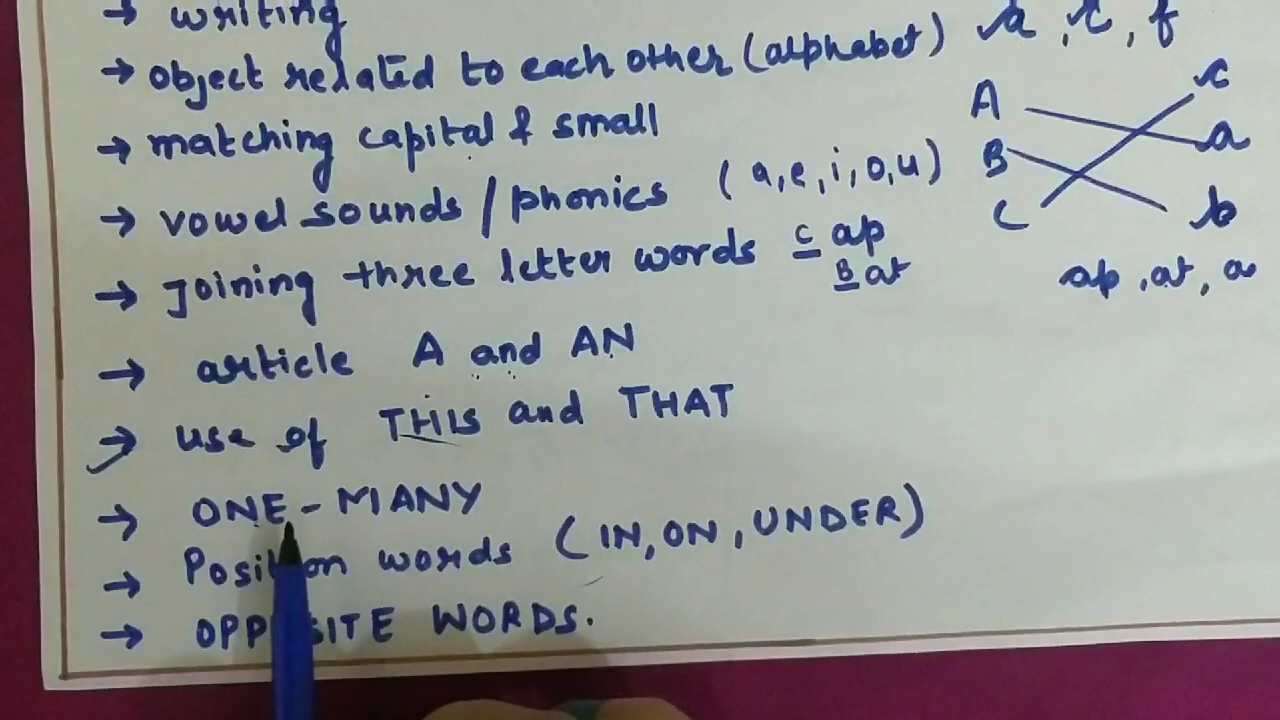 → writing
→ object related to each other (alphabet) a, c, f
→ matching capital & small
A c
B a
C b
→ vowel sounds / phonics (a, e, i, o, u)
→ Joining three letter words C ap
B at
ap, at, a
→ article A and AN
→ use of THIS and THAT
→ ONE - MANY
→ Position words (IN, ON, UNDER)
→ OPPOSITE WORDS.